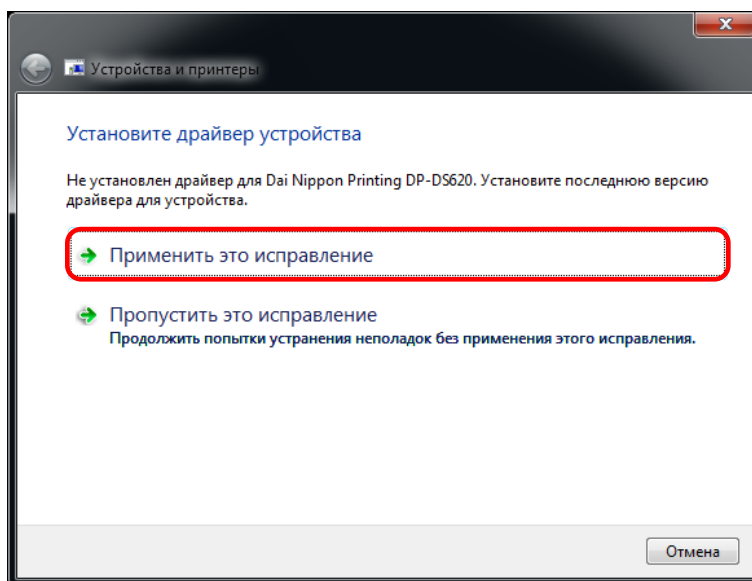 Устройства и принтеры
Установите драйвер устройства
Не установлен драйвер для Dai Nippon Printing DP-DS620. Установите последнюю версию
драйвера для устройства.
Применить это исправление
Пропустить это исправление
Продолжить попытки устранения неполадок без применения этого исправления.
Отмена